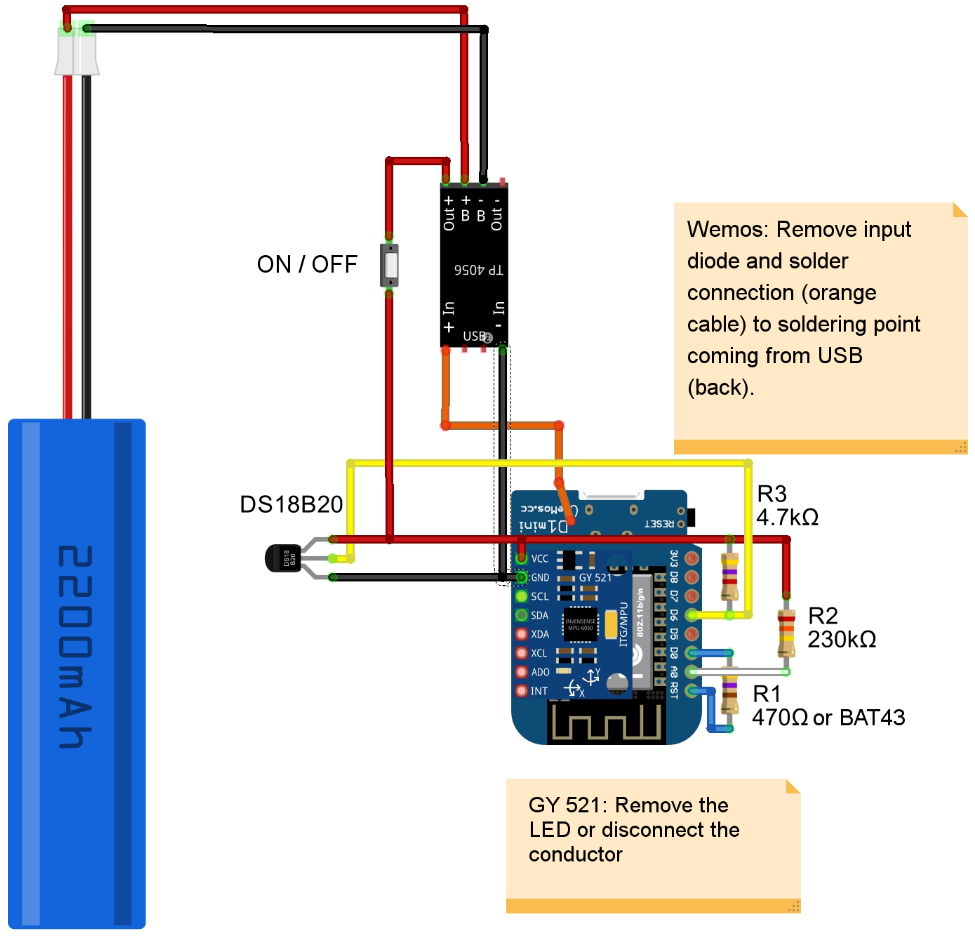 Out+
+
B
-
B
Out -
TP 4056
+ In
- In
USB
ON / OFF
Wemos: Remove input
diode and solder
connection (orange
cable) to soldering point
coming from USB
(back).
DS18B20
DS18
B20
2200mAh
WeMos.cc
D1mini
RESET
R3
4.7kΩ
VCC
GND
SCL
SDA
XDA
XCL
ADO
INT
GY 521
INVENSENSE
MPU-6050
ITG/MPU
X
Y
802.11b/g/n
3V3
D8
D7
D6
D5
D0
A0
RST
R2
230kΩ
R1
470Ω or BAT43
GY 521: Remove the
LED or disconnect the
conductor